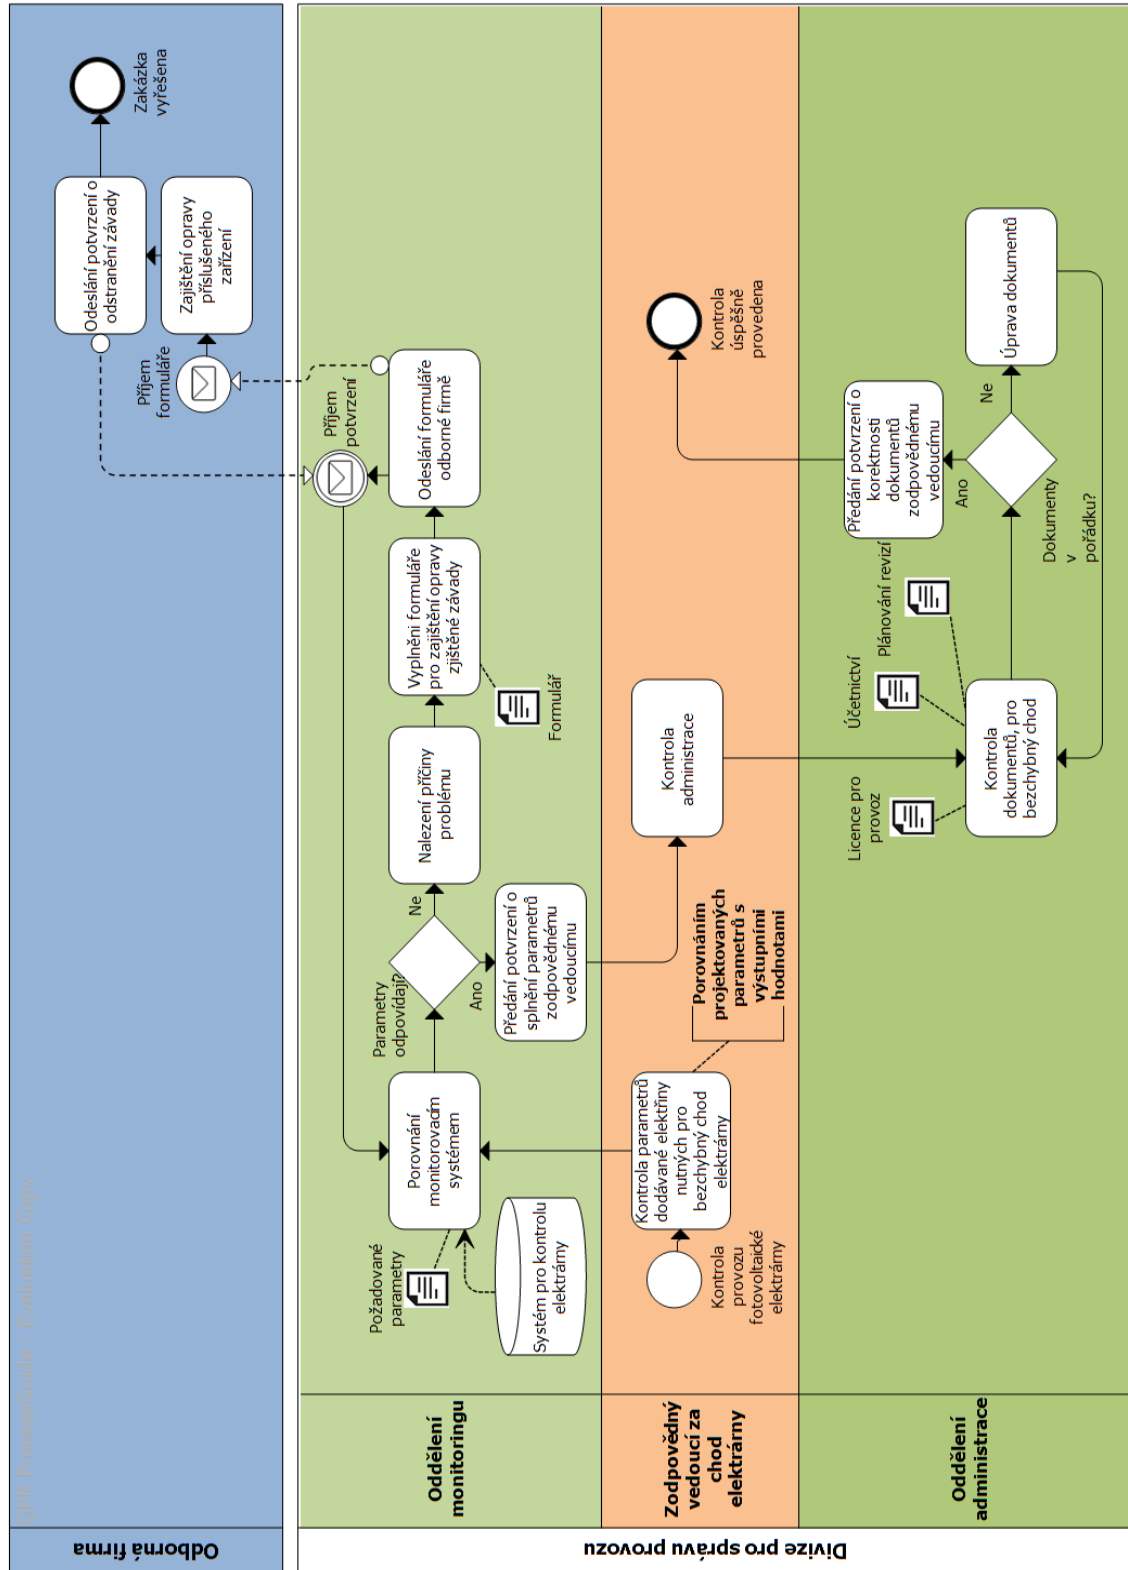 QPR ProcessGuide - Evaluation Copy
Odborná firma
Příjem
formuláře
Zajištění opravy
příslušeného
zařízení
Odeslání potvrzení o
odstranění závady
Zakázka
vyřešena
Divize pro správu provozu
Oddělení
monitoringu
Požadované
parametry
Systém pro kontrolu
elektrárny
Porovnání
monitorovacím
systémem
Parametry
odpovídají?
Ne
Ano
Předání potvrzení o
splnění parametrů
zodpovědnému
vedoucímu
Nalezení příčiny
problému
Vyplnění formuláře
pro zajištění opravy
zjištěné závady
Formulář
Odeslání formuláře
odborné firmě
Příjem
potvrzení
Zodpovědný
vedoucí za
chod
elektrárny
Kontrola
provozu
fotovoltaické
elektrárny
Kontrola parametrů
dodávané elektřiny
nutných pro
bezchybný chod
elektrárny
Porovnáním
projektovaných
parametrů s
výstupními
hodnotami
Kontrola
administrace
Kontrola
úspěšně
provedena
Oddělení
administrace
Licence pro
provoz
Účetnictví
Plánování revizí
Kontrola
dokumentů, pro
bezchybný chod
Dokumenty
v
pořádku?
Ano
Ne
Předání potvrzení o
korektnosti
dokumentů
zodpovědnému
vedoucímu
Úprava dokumentů